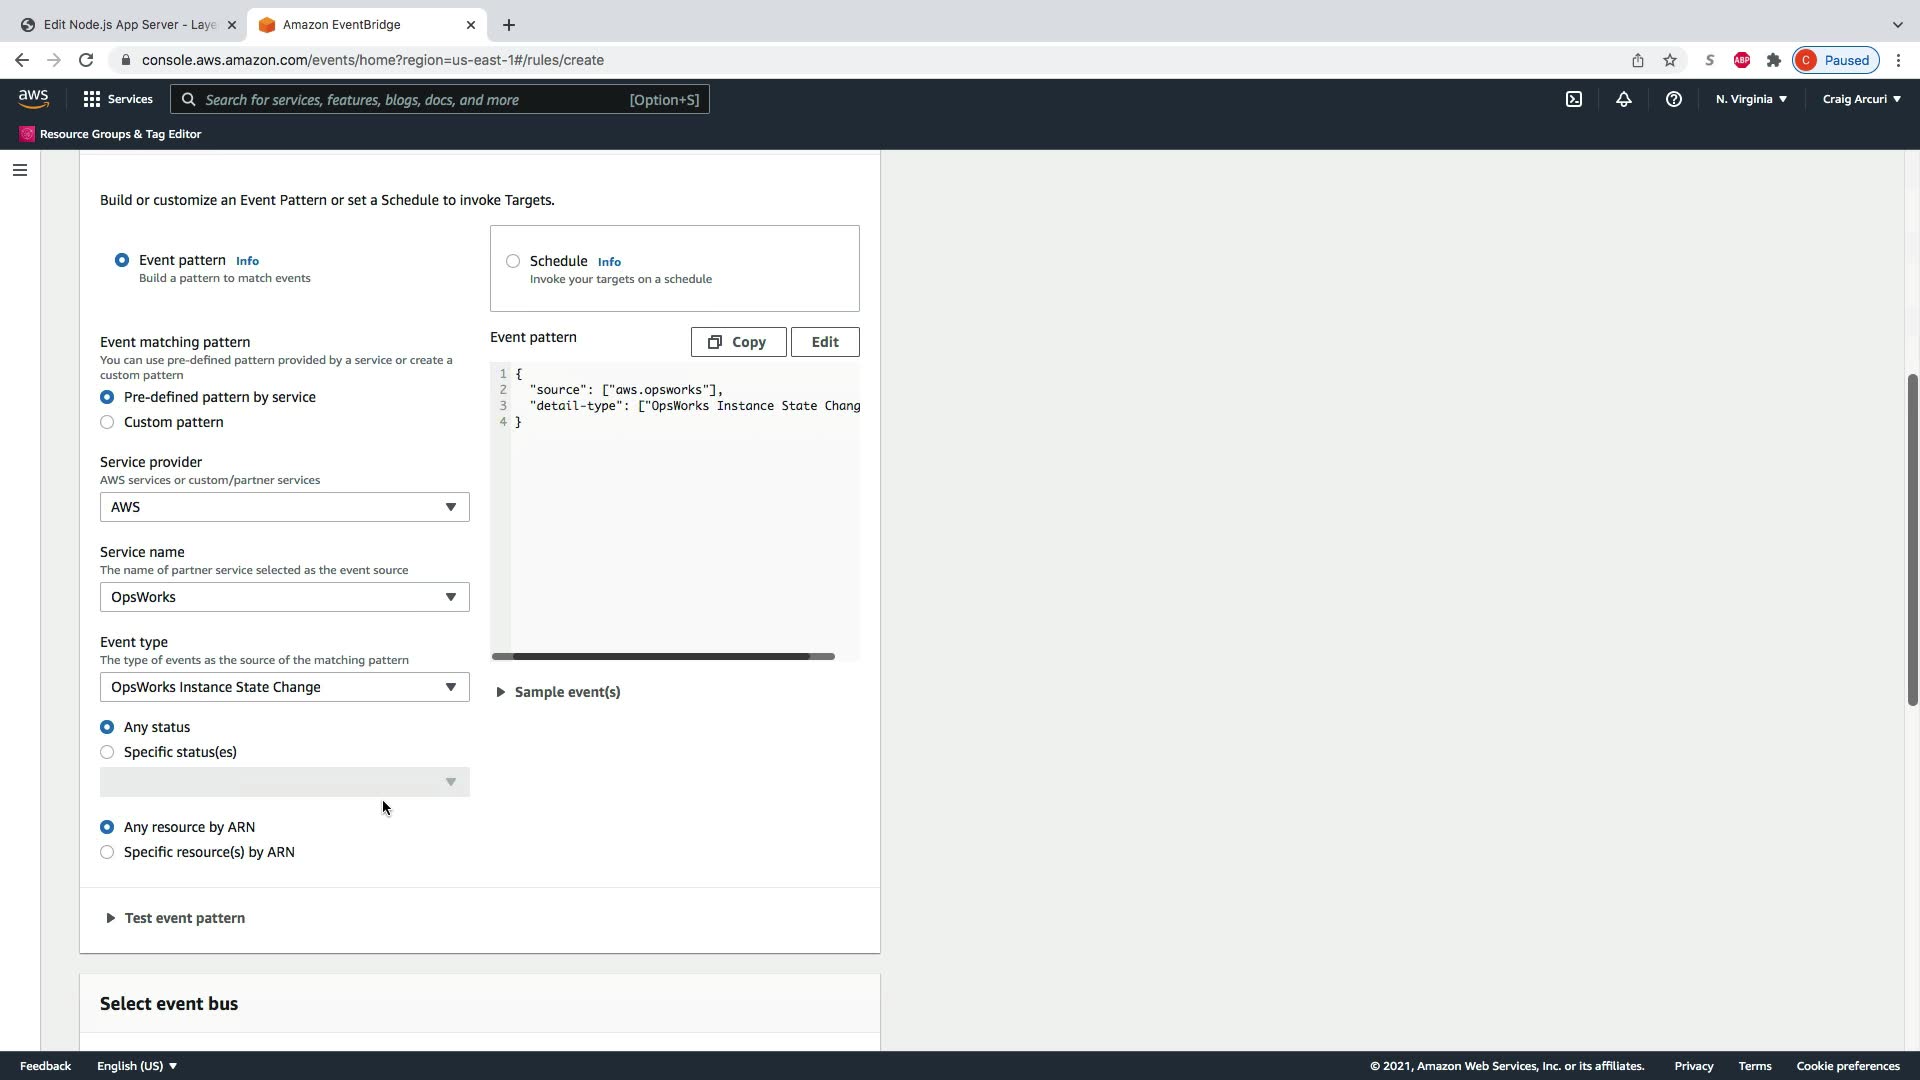 Edit Node.js App Server - Laye
Amazon EventBridge
console.aws.amazon.com/events/home?region=us-east-1#/rules/create
S
ABP
C
Paused
aws
Services
Search for services, features, blogs, docs, and more
[Option+S]
N. Virginia
Craig Arcuri
Resource Groups & Tag Editor
Build or customize an Event Pattern or set a Schedule to invoke Targets.
Event pattern Info
Build a pattern to match events
Schedule Info
Invoke your targets on a schedule
Event matching pattern
You can use pre-defined pattern provided by a service or create a
custom pattern
Pre-defined pattern by service
Custom pattern
Service provider
AWS services or custom/partner services
AWS
Service name
The name of partner service selected as the event source
OpsWorks
Event type
The type of events as the source of the matching pattern
OpsWorks Instance State Change
Any status
Specific status(es)
Any resource by ARN
Specific resource(s) by ARN
Event pattern
Copy
Edit
1 {
2 "source": ["aws.opsworks"],
3 "detail-type": ["OpsWorks Instance State Chang
4 }
Sample event(s)
Test event pattern
Select event bus
Feedback
English (US)
© 2021, Amazon Web Services, Inc. or its affiliates.
Privacy
Terms
Cookie preferences